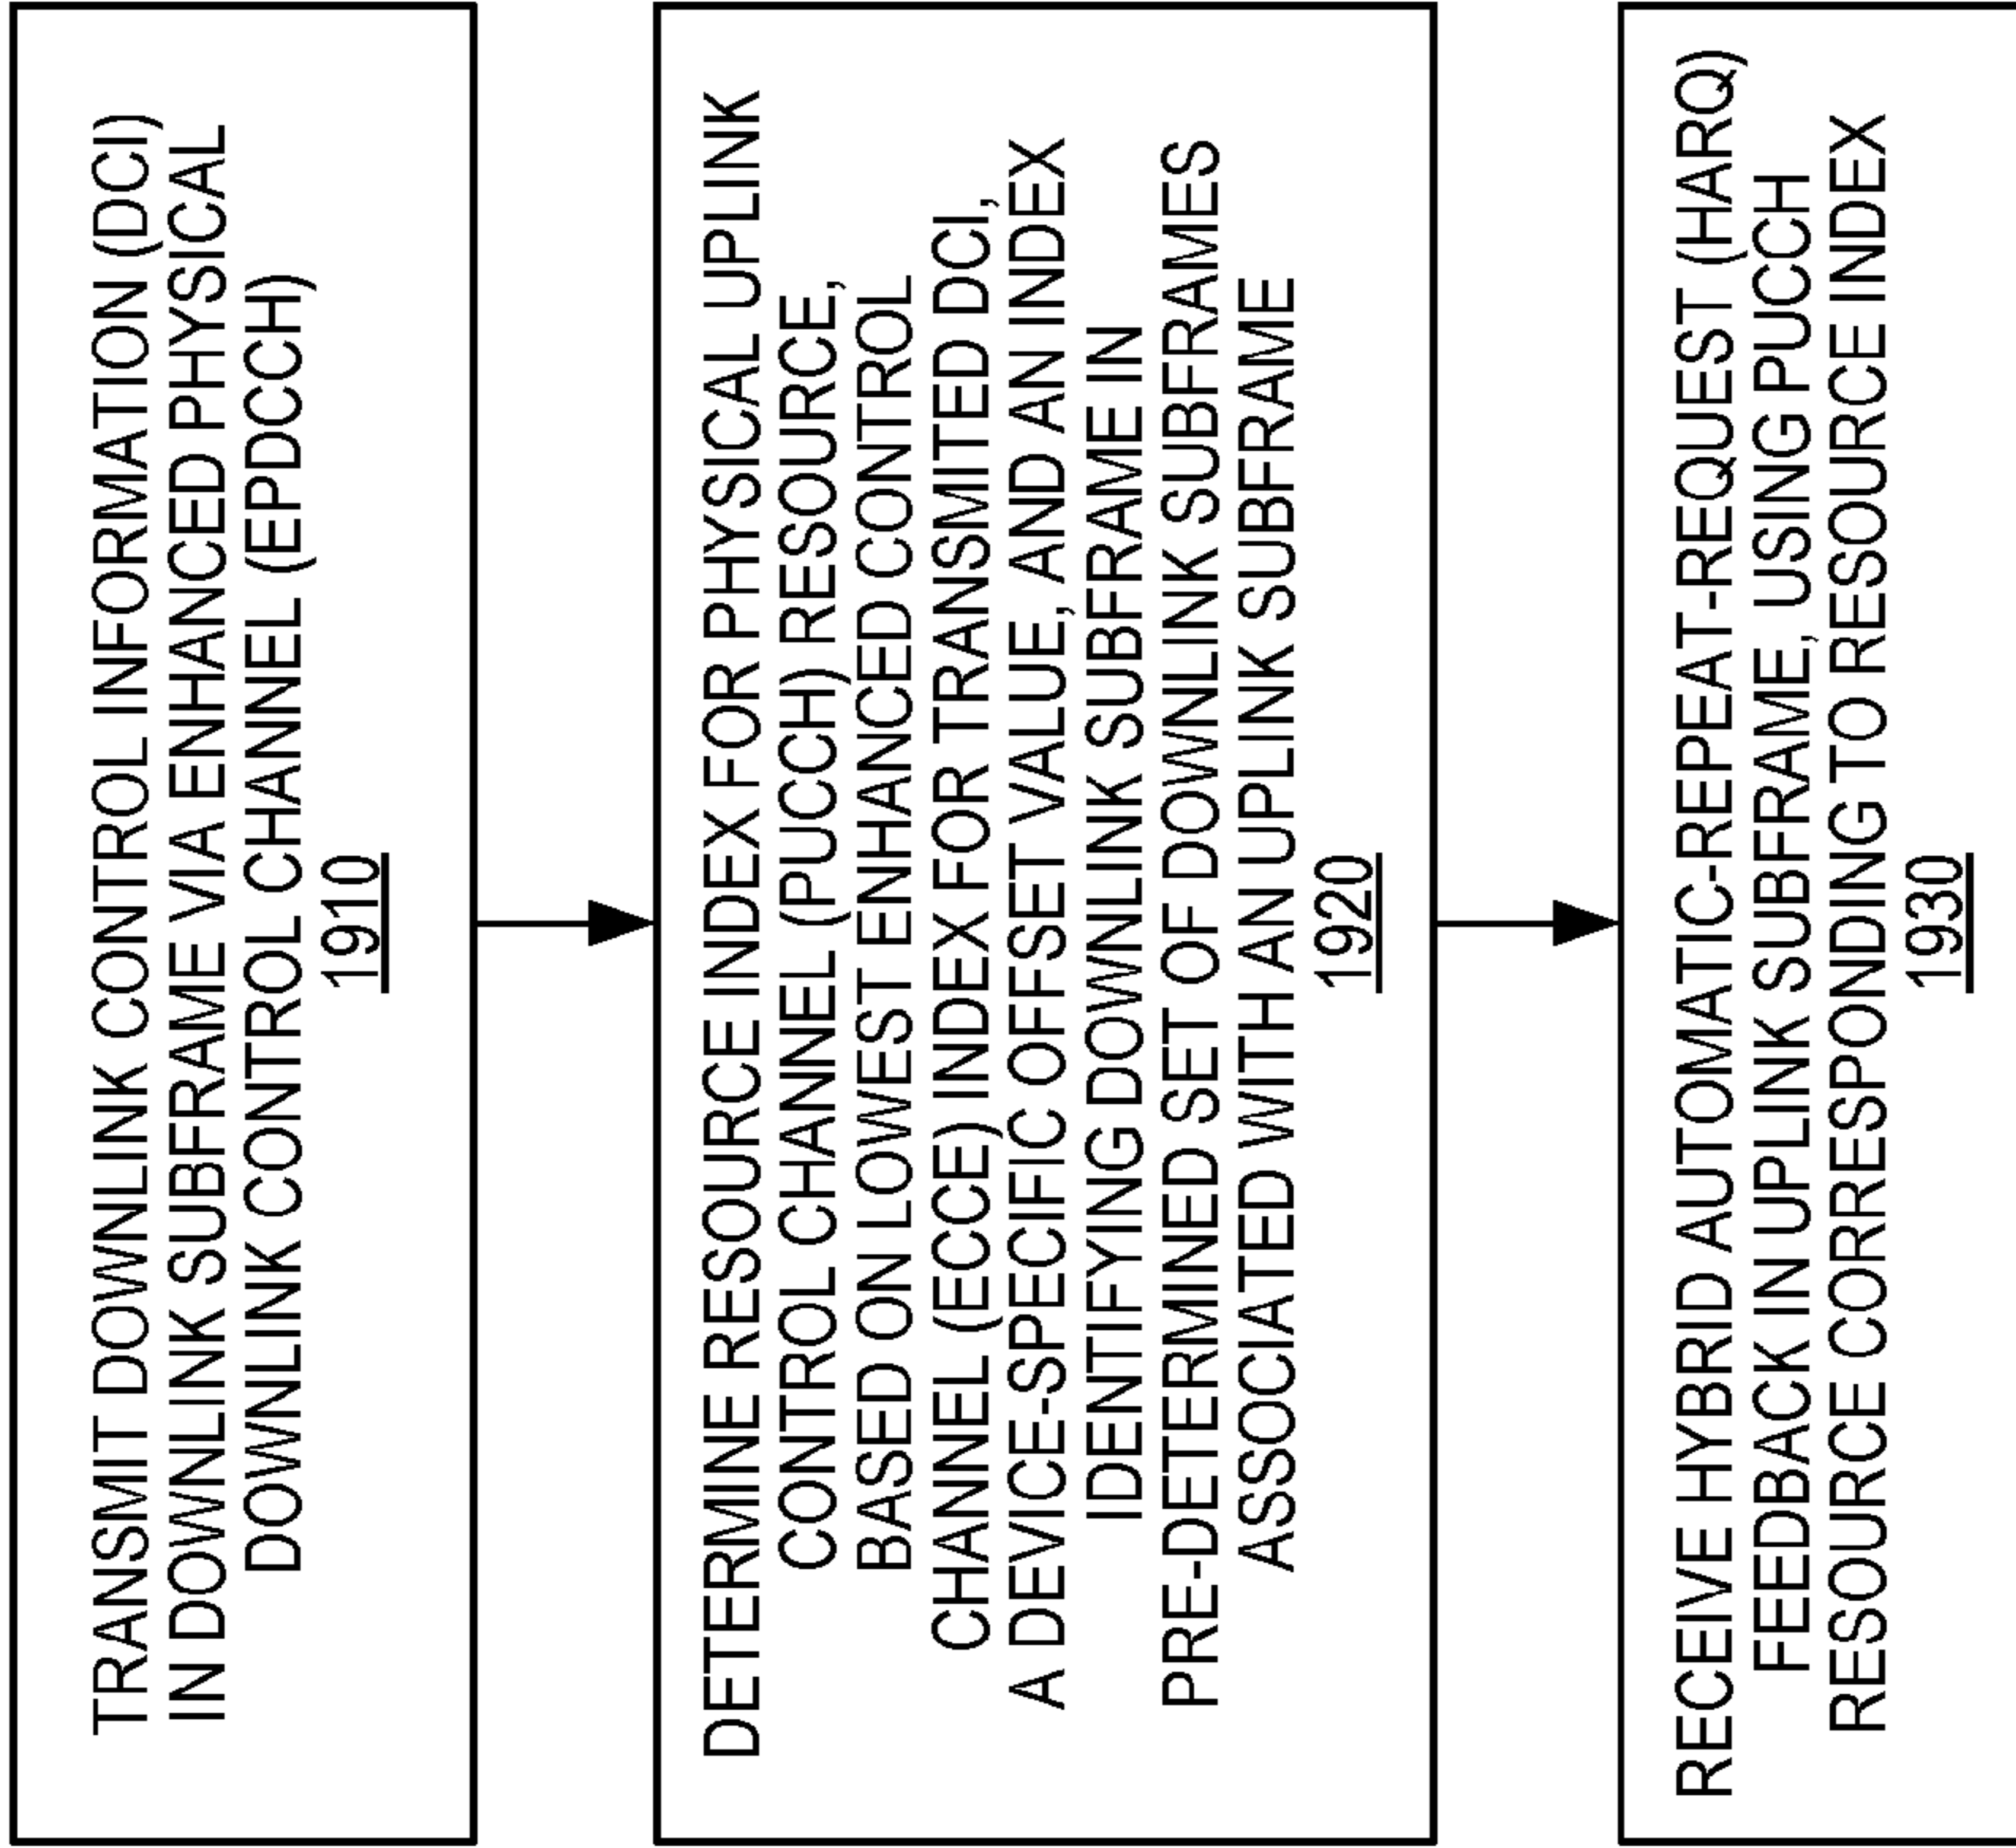 TRANSMIT DOWNLINK CONTROL INFORMATION (DCI)
IN DOWNLINK SUBFRAME VIA ENHANCED PHYSICAL
DOWNLINK CONTROL CHANNEL (EPDCCH)
1910
DETERMINE RESOURCE INDEX FOR PHYSICAL UPLINK
CONTROL CHANNEL (PUCCH) RESOURCE,
BASED ON LOWEST ENHANCED CONTROL
CHANNEL (ECCE) INDEX FOR TRANSMITED DCI,
A DEVICE-SPECIFIC OFFSET VALUE, AND AN INDEX
IDENTIFYING DOWNLINK SUBFRAME IN
PRE-DETERMINED SET OF DOWNLINK SUBFRAMES
ASSOCIATED WITH AN UPLINK SUBFRAME
1920
RECEIVE HYBRID AUTOMATIC-REPEAT-REQUEST (HARQ)
FEEDBACK IN UPLINK SUBFRAME, USING PUCCH
RESOURCE CORRESPONDING TO RESOURCE INDEX
1930